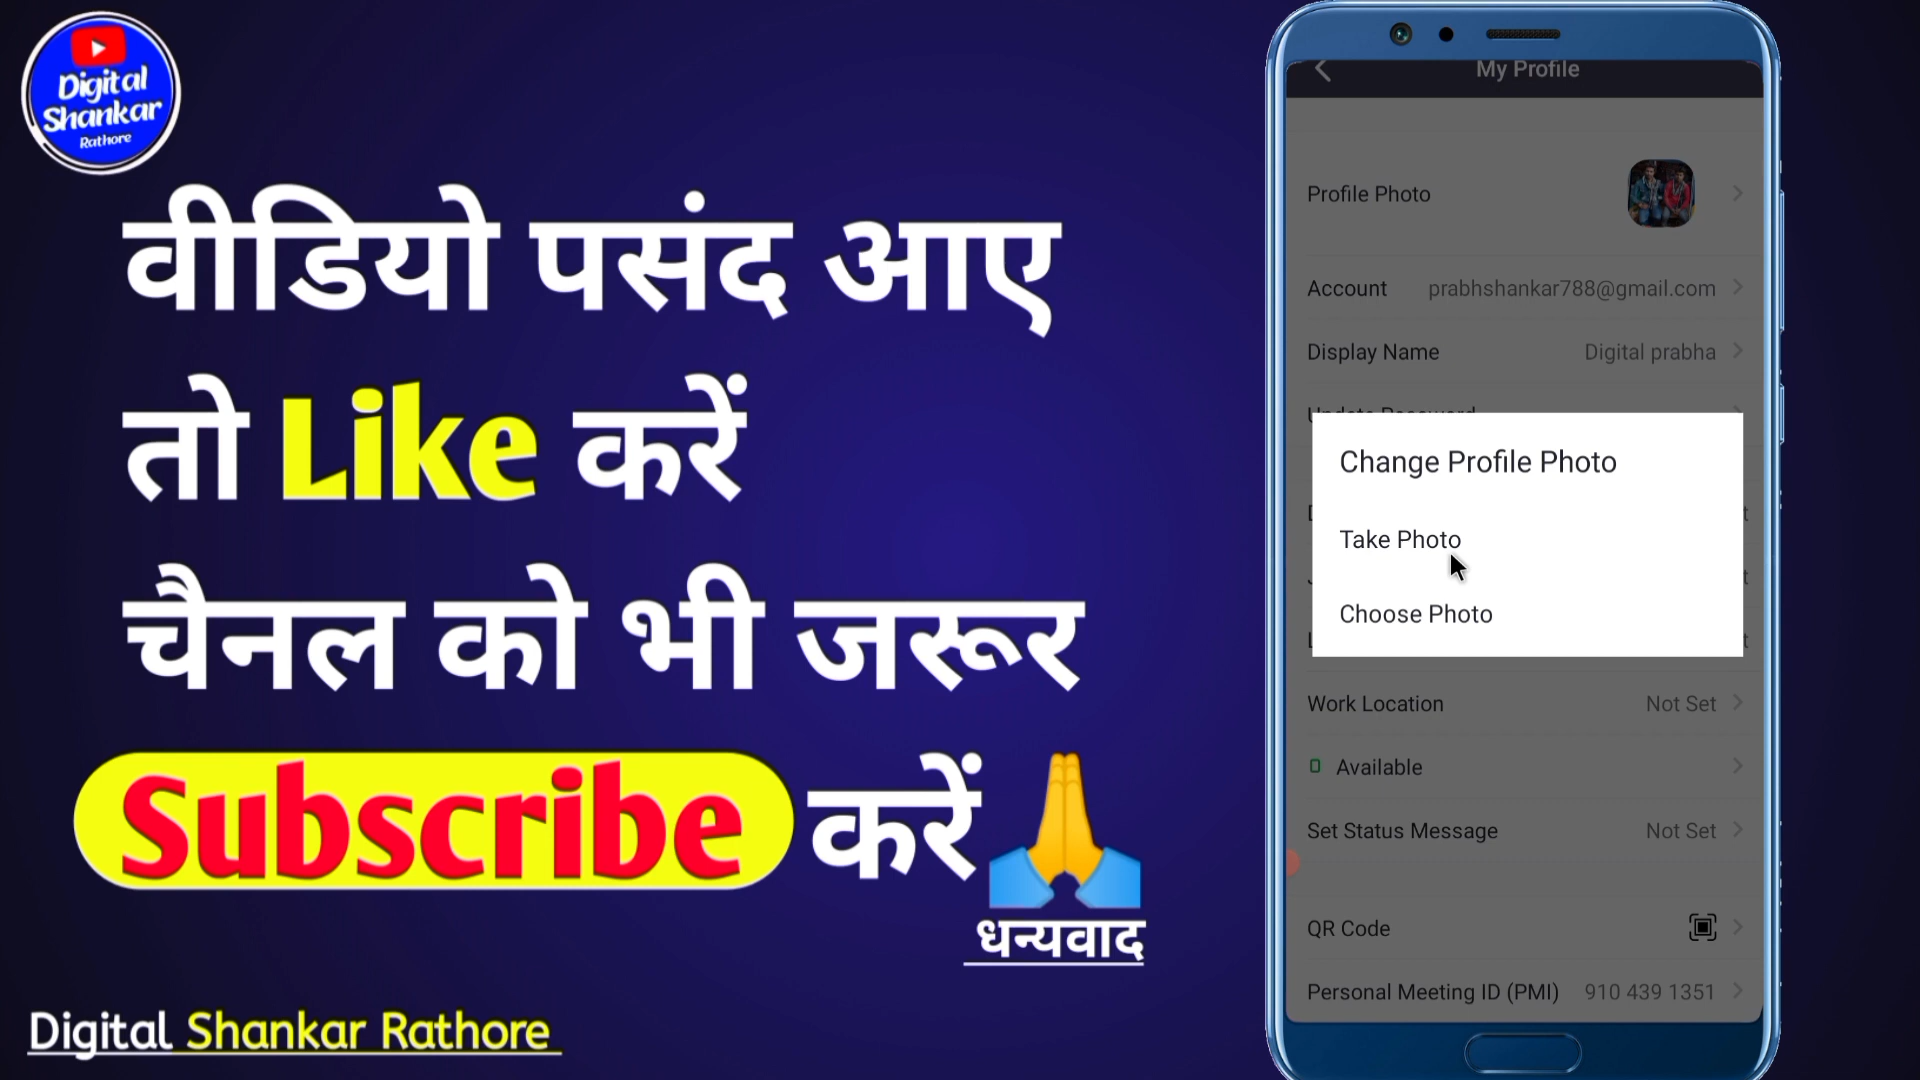 Digital
Shankar
Rathore
वीडियो पसंद आए
तो Like करें
चैनल को भी जरूर
Subscribe करें
धन्यवाद
Digital Shankar Rathore
My Profile
Profile Photo
Account prabhshankar788@gmail.com
Display Name Digital prabha
Update Password
Change Profile Photo
Take Photo
Choose Photo
Work Location Not Set
Available
Set Status Message Not Set
QR Code
Personal Meeting ID (PMI) 910 439 1351